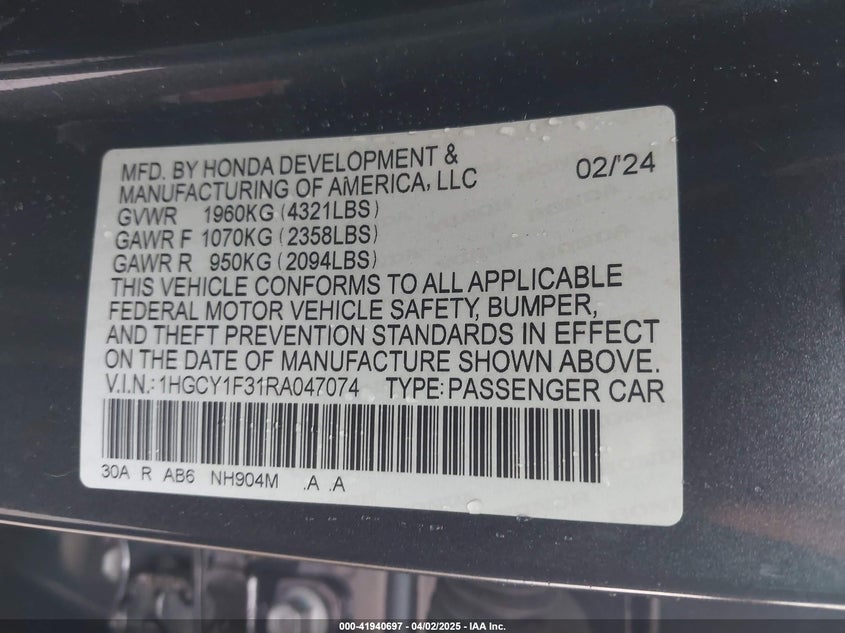 MFD. BY HONDA DEVELOPMENT &
MANUFACTURING OF AMERICA, LLC 02/'24
GVWR 1960KG (4321LBS)
GAWR F 1070KG (2358LBS)
GAWR R 950KG (2094LBS)
THIS VEHICLE CONFORMS TO ALL APPLICABLE
FEDERAL MOTOR VEHICLE SAFETY, BUMPER,
AND THEFT PREVENTION STANDARDS IN EFFECT
ON THE DATE OF MANUFACTURE SHOWN ABOVE.
V.I.N.: 1HGCY1F31RA047074 TYPE: PASSENGER CAR
30A R AB6 NH904M .A .A
000-41940697 - 04/02/2025 - IAA Inc.